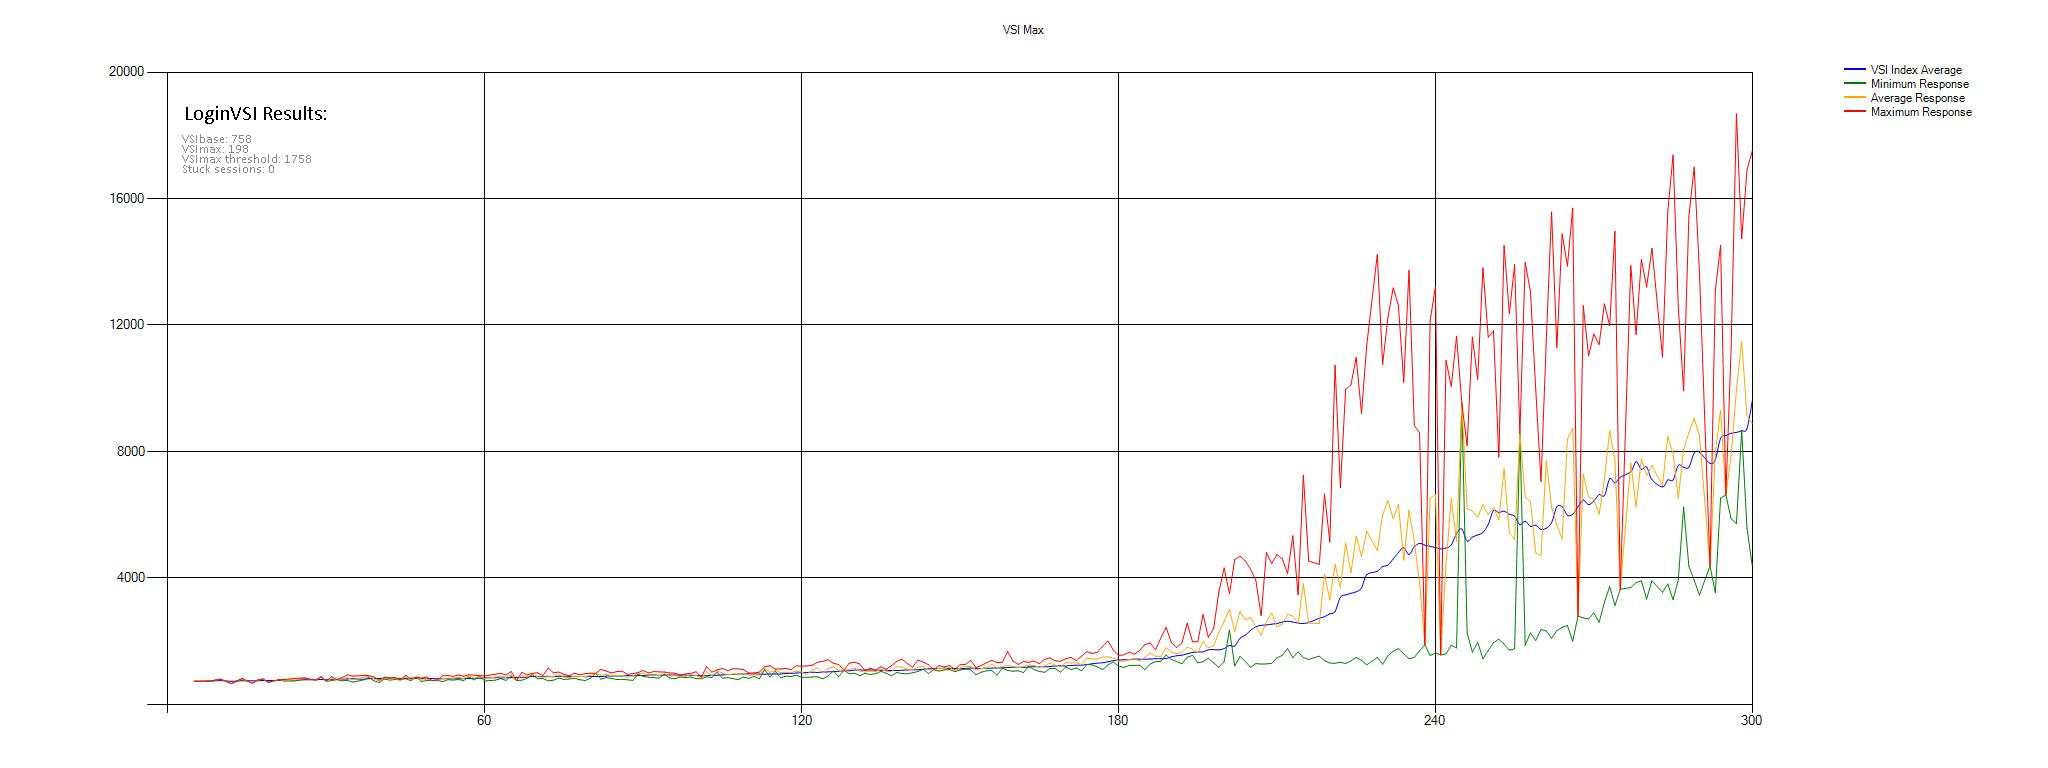 VSI Max
20000
16000
12000
8000
4000
LoginVSI Results:
VSIbase: 758
VSImax: 198
VSImax threshold: 1758
Stuck sessions: 0
60
120
180
240
300
VSI Index Average
Minimum Response
Average Response
Maximum Response